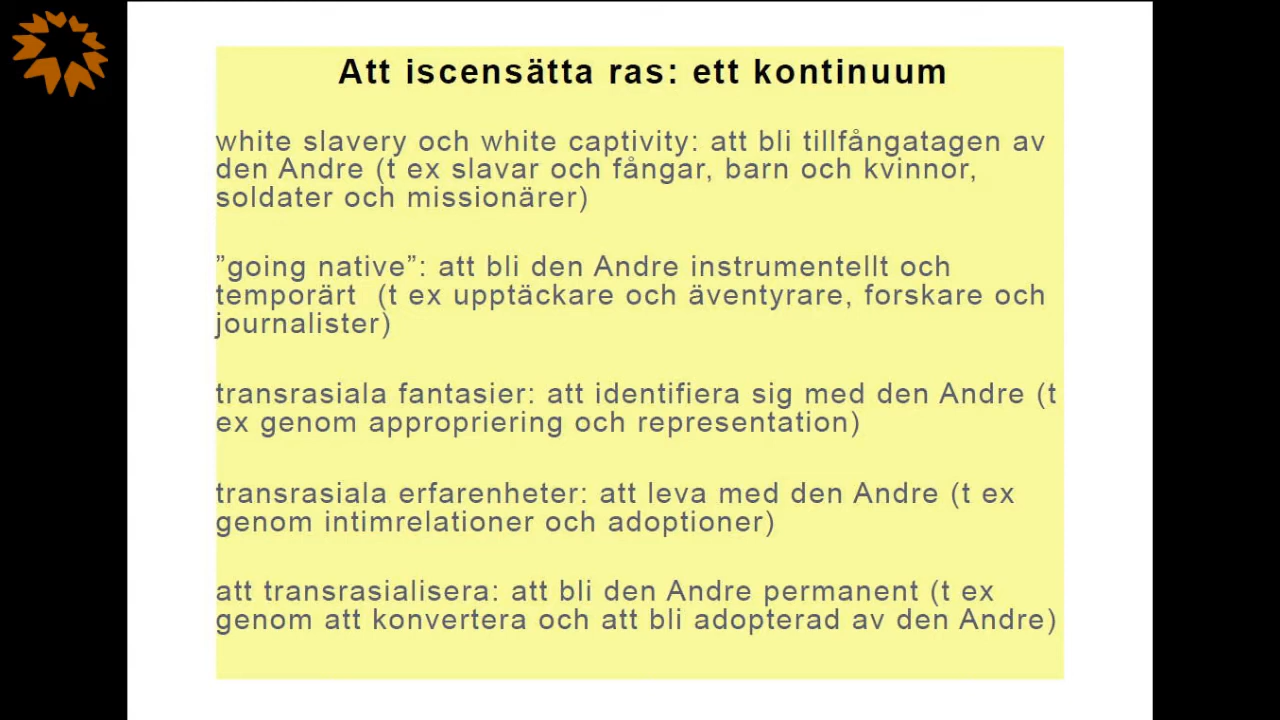 Att iscensätta ras: ett kontinuum
white slavery och white captivity: att bli tillfångatagen av
den Andre (t ex slavar och fångar, barn och kvinnor,
soldater och missionärer)
”going native”: att bli den Andre instrumentellt och
temporärt  (t ex upptäckare och äventyrare, forskare och
journalister)
transrasiala fantasier: att identifiera sig med den Andre (t
ex genom appropriering och representation)
transrasiala erfarenheter: att leva med den Andre (t ex
genom intimrelationer och adoptioner)
att transrasialisera: att bli den Andre permanent (t ex
genom att konvertera och att bli adopterad av den Andre)